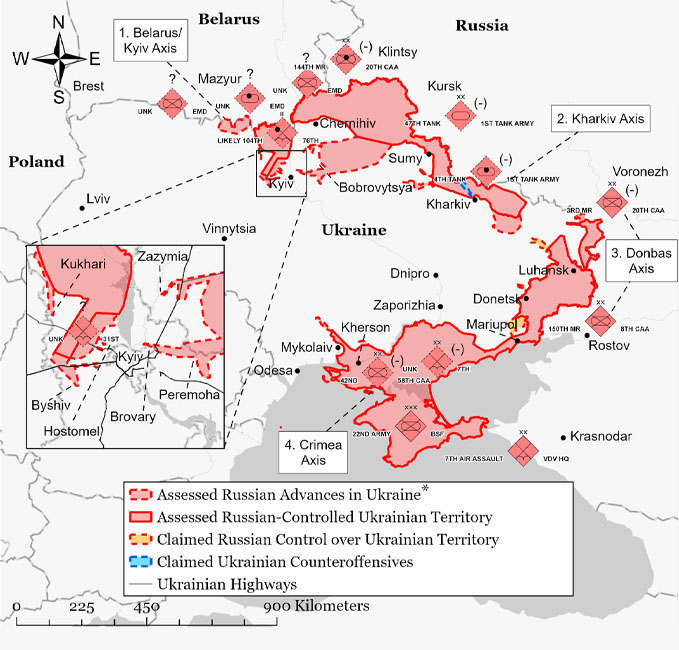 Belarus
Russia
N
W
E
S
1. Belarus/
Kyiv Axis
XX
(-)
Klintsy
?
144TH MR
20TH CAA
Brest
?
Mazyur
?
UNK
EMD
UNK
EMD
UNK
EMD
II
Kursk
XX
(-)
47TH TANK
1ST TANK ARMY
2. Kharkiv Axis
LIKELY 104TH
76TH
Chernihiv
Poland
Kyiv
Bobrovytsya
Sumy
XX
(-)
4TH TANK
1ST TANK ARMY
Kharkiv
Voronezh
XX
(-)
3RD MR
20TH CAA
Lviv
Vinnytsia
Ukraine
3. Donbas
Axis
Luhansk
Dnipro
Zaporizhia
Donetsk
Mariupol
XX
150TH MR
8TH CAA
Rostov
Kukhari
Zazymia
UNK
31ST
Kyiv
Byshiv
Hostomel
Brovary
Peremoha
Kherson
Mykolaiv
Odesa
XX
(-)
42ND
58TH CAA
XX
(-)
UNK
7TH
XXX
22ND ARMY
BSF
4. Crimea
Axis
Krasnodar
XX
7TH AIR ASSAULT
VDV HQ
Assessed Russian Advances in Ukraine*
Assessed Russian-Controlled Ukrainian Territory
Claimed Russian Control over Ukrainian Territory
Claimed Ukrainian Counteroffensives
Ukrainian Highways
0 225 450 900 Kilometers